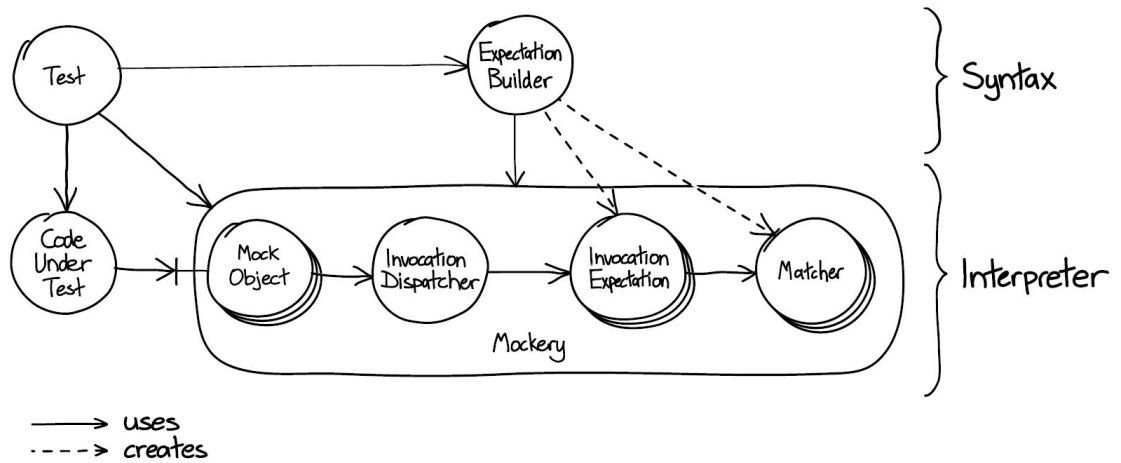 Test
Expectation
Builder
Syntax
Code
Under
Test
Mock
Object
Invocation
Dispatcher
Invocation
Expectation
Matcher
Interpreter
Mockery
uses
creates